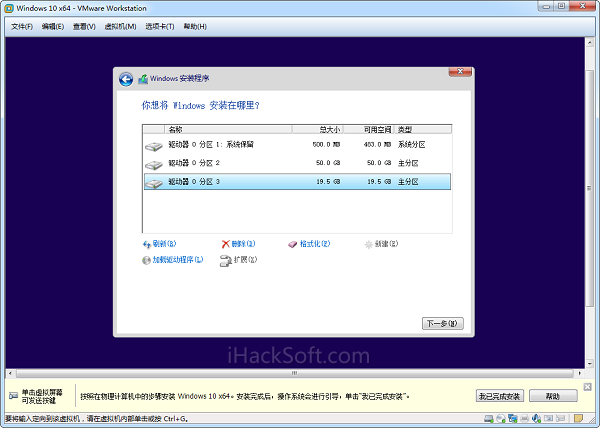 Windows 10 x64 - VMware Workstation
文件(F) 编辑(E) 查看(V) 虚拟机(M) 选项卡(T) 帮助(H)
Windows 安装程序
你想将 Windows 安装在哪里?
名称 总大小 可用空间 类型
驱动器 0 分区 1: 系统保留 500.0 MB 483.0 MB 系统分区
驱动器 0 分区 2 50.0 GB 50.0 GB 主分区
驱动器 0 分区 3 19.5 GB 19.5 GB 主分区
刷新(R) 删除(D) 格式化(F) 新建(E)
加载驱动程序(L) 扩展(X)
下一步(N)
iHackSoft.com
单击虚拟屏幕
可发送按键
按照在物理计算机中的步骤安装 Windows 10 x64。安装完成后，操作系统会进行引导，单击“我已完成安装”。
我已完成安装 帮助
要将输入定向到该虚拟机，请在虚拟机内部单击或按 Ctrl+G。